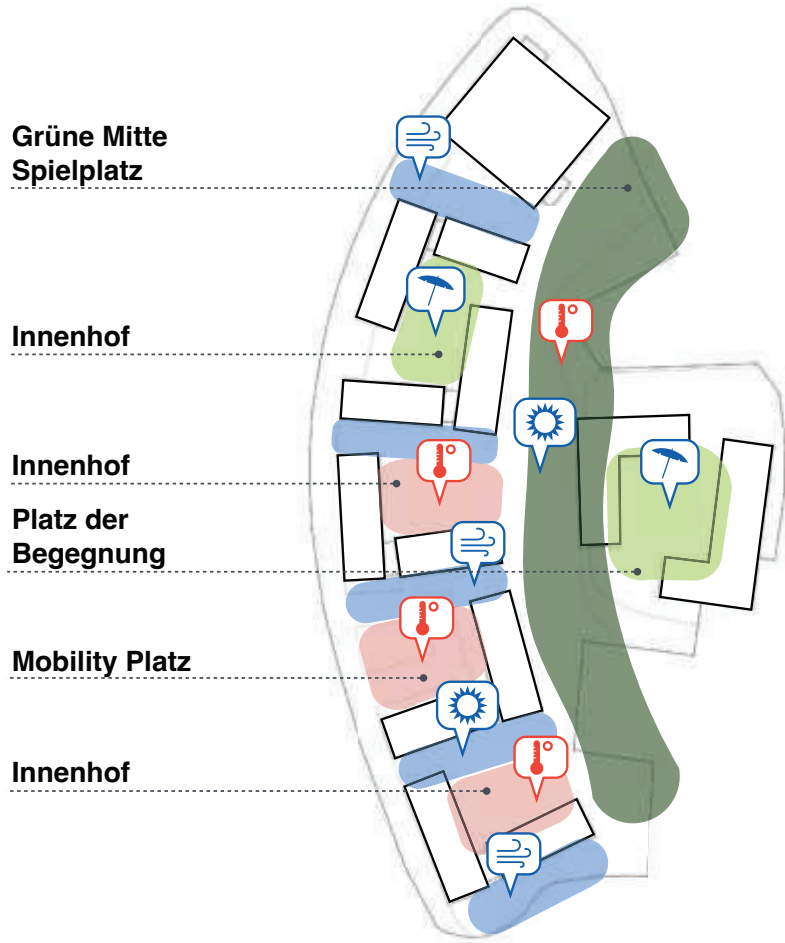 Grüne Mitte
Spielplatz
Innenhof
Innenhof
Platz der
Begegnung
Mobility Platz
Innenhof